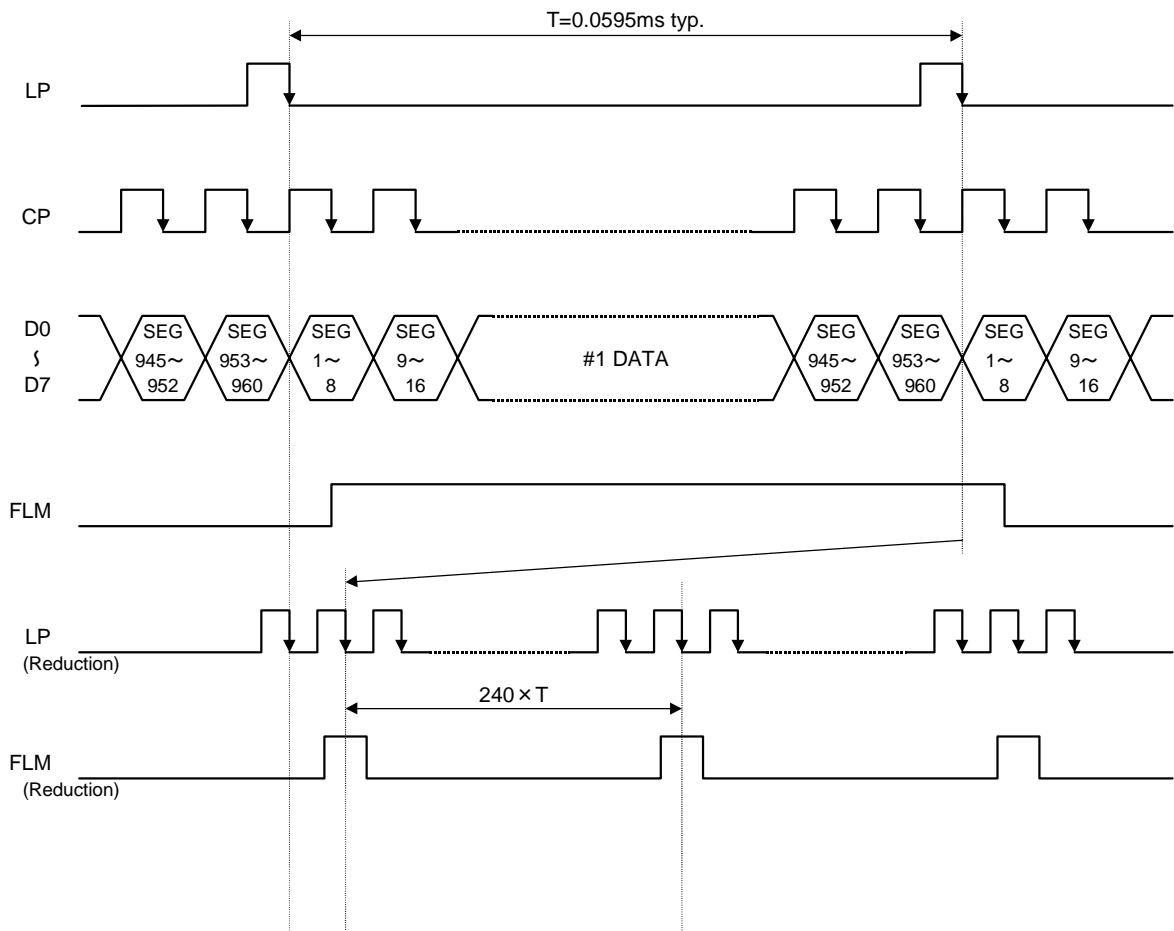 T=0.0595ms typ.
LP
CP
D0
~
D7
SEG
945~
952
SEG
953~
960
SEG
1~
8
SEG
9~
16
#1 DATA
SEG
945~
952
SEG
953~
960
SEG
1~
8
SEG
9~
16
FLM
LP
(Reduction)
240×T
FLM
(Reduction)